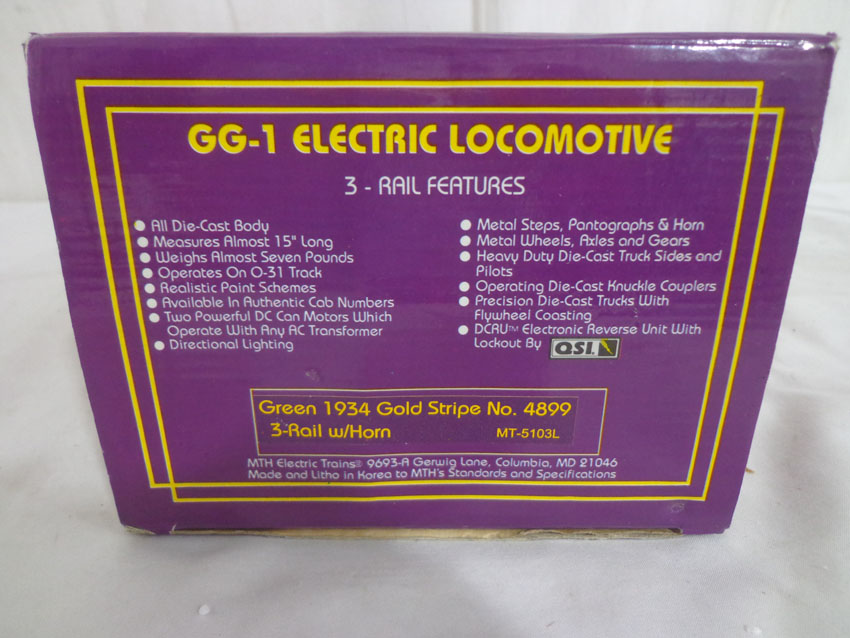 GG-1 ELECTRIC LOCOMOTIVE
3 - RAIL FEATURES
● All Die-Cast Body
● Measures Almost 15" Long
● Weighs Almost Seven Pounds
● Operates On O-31 Track
● Realistic Paint Schemes
● Available In Authentic Cab Numbers
● Two Powerful DC Can Motors Which
Operate With Any AC Transformer
● Directional Lighting
● Metal Steps, Pantographs & Horn
● Metal Wheels, Axles and Gears
● Heavy Duty Die-Cast Truck Sides and
Pilots
● Operating Die-Cast Knuckle Couplers
● Precision Die-Cast Trucks With
Flywheel Coasting
● DCRU™ Electronic Reverse Unit With
Lockout By QSI.
Green 1934 Gold Stripe No. 4899
3-Rail w/Horn MT-5103L
MTH Electric Trains® 9693-A Gerwig Lane, Columbia, MD 21046
Made and Litho in Korea to MTH's Standards and Specifications